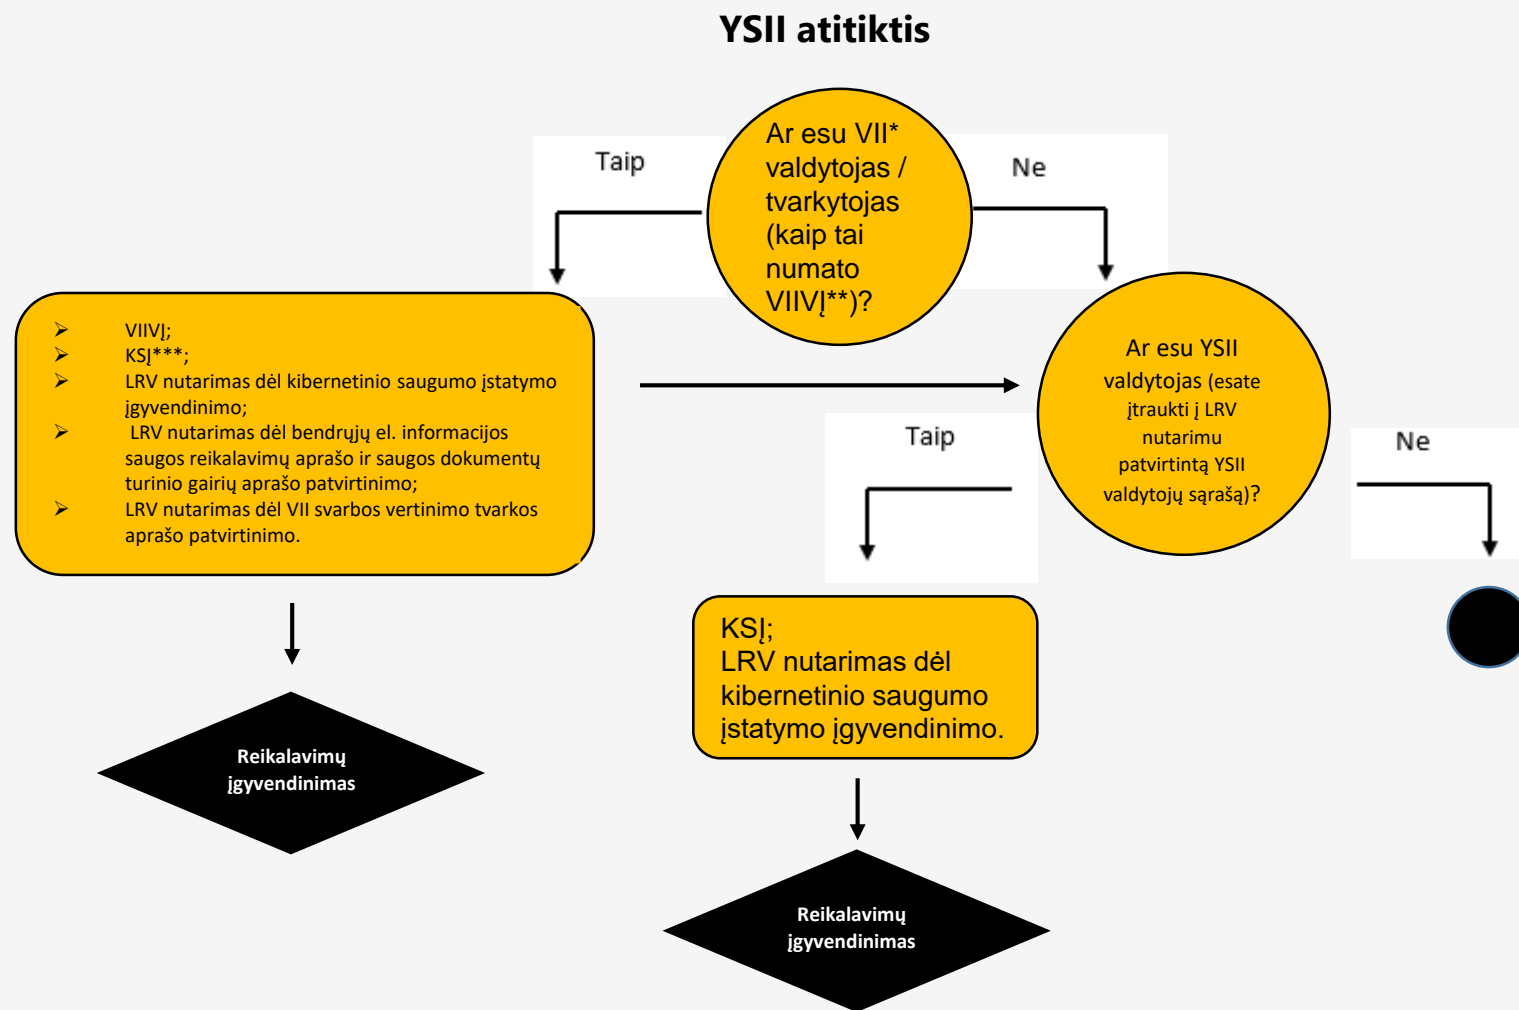 YSII atitiktis
Ar esu VII*
valdytojas /
tvarkytojas
(kaip tai
numato
VIIVĮ**)?
Taip
Ne
➢ VIIVĮ;
➢ KSĮ***;
➢ LRV nutarimas dėl kibernetinio saugumo įstatymo
įgyvendinimo;
➢ LRV nutarimas dėl bendrųjų el. informacijos
saugos reikalavimų aprašo ir saugos dokumentų
turinio gairių aprašo patvirtinimo;
➢ LRV nutarimas dėl VII svarbos vertinimo tvarkos
aprašo patvirtinimo.
Ar esu YSII
valdytojas (esate
įtraukti į LRV
nutarimu
patvirtintą YSII
valdytojų sąrašą)?
Taip
Ne
KSĮ;
LRV nutarimas dėl
kibernetinio saugumo
įstatymo įgyvendinimo.
Reikalavimų
įgyvendinimas
Reikalavimų
įgyvendinimas